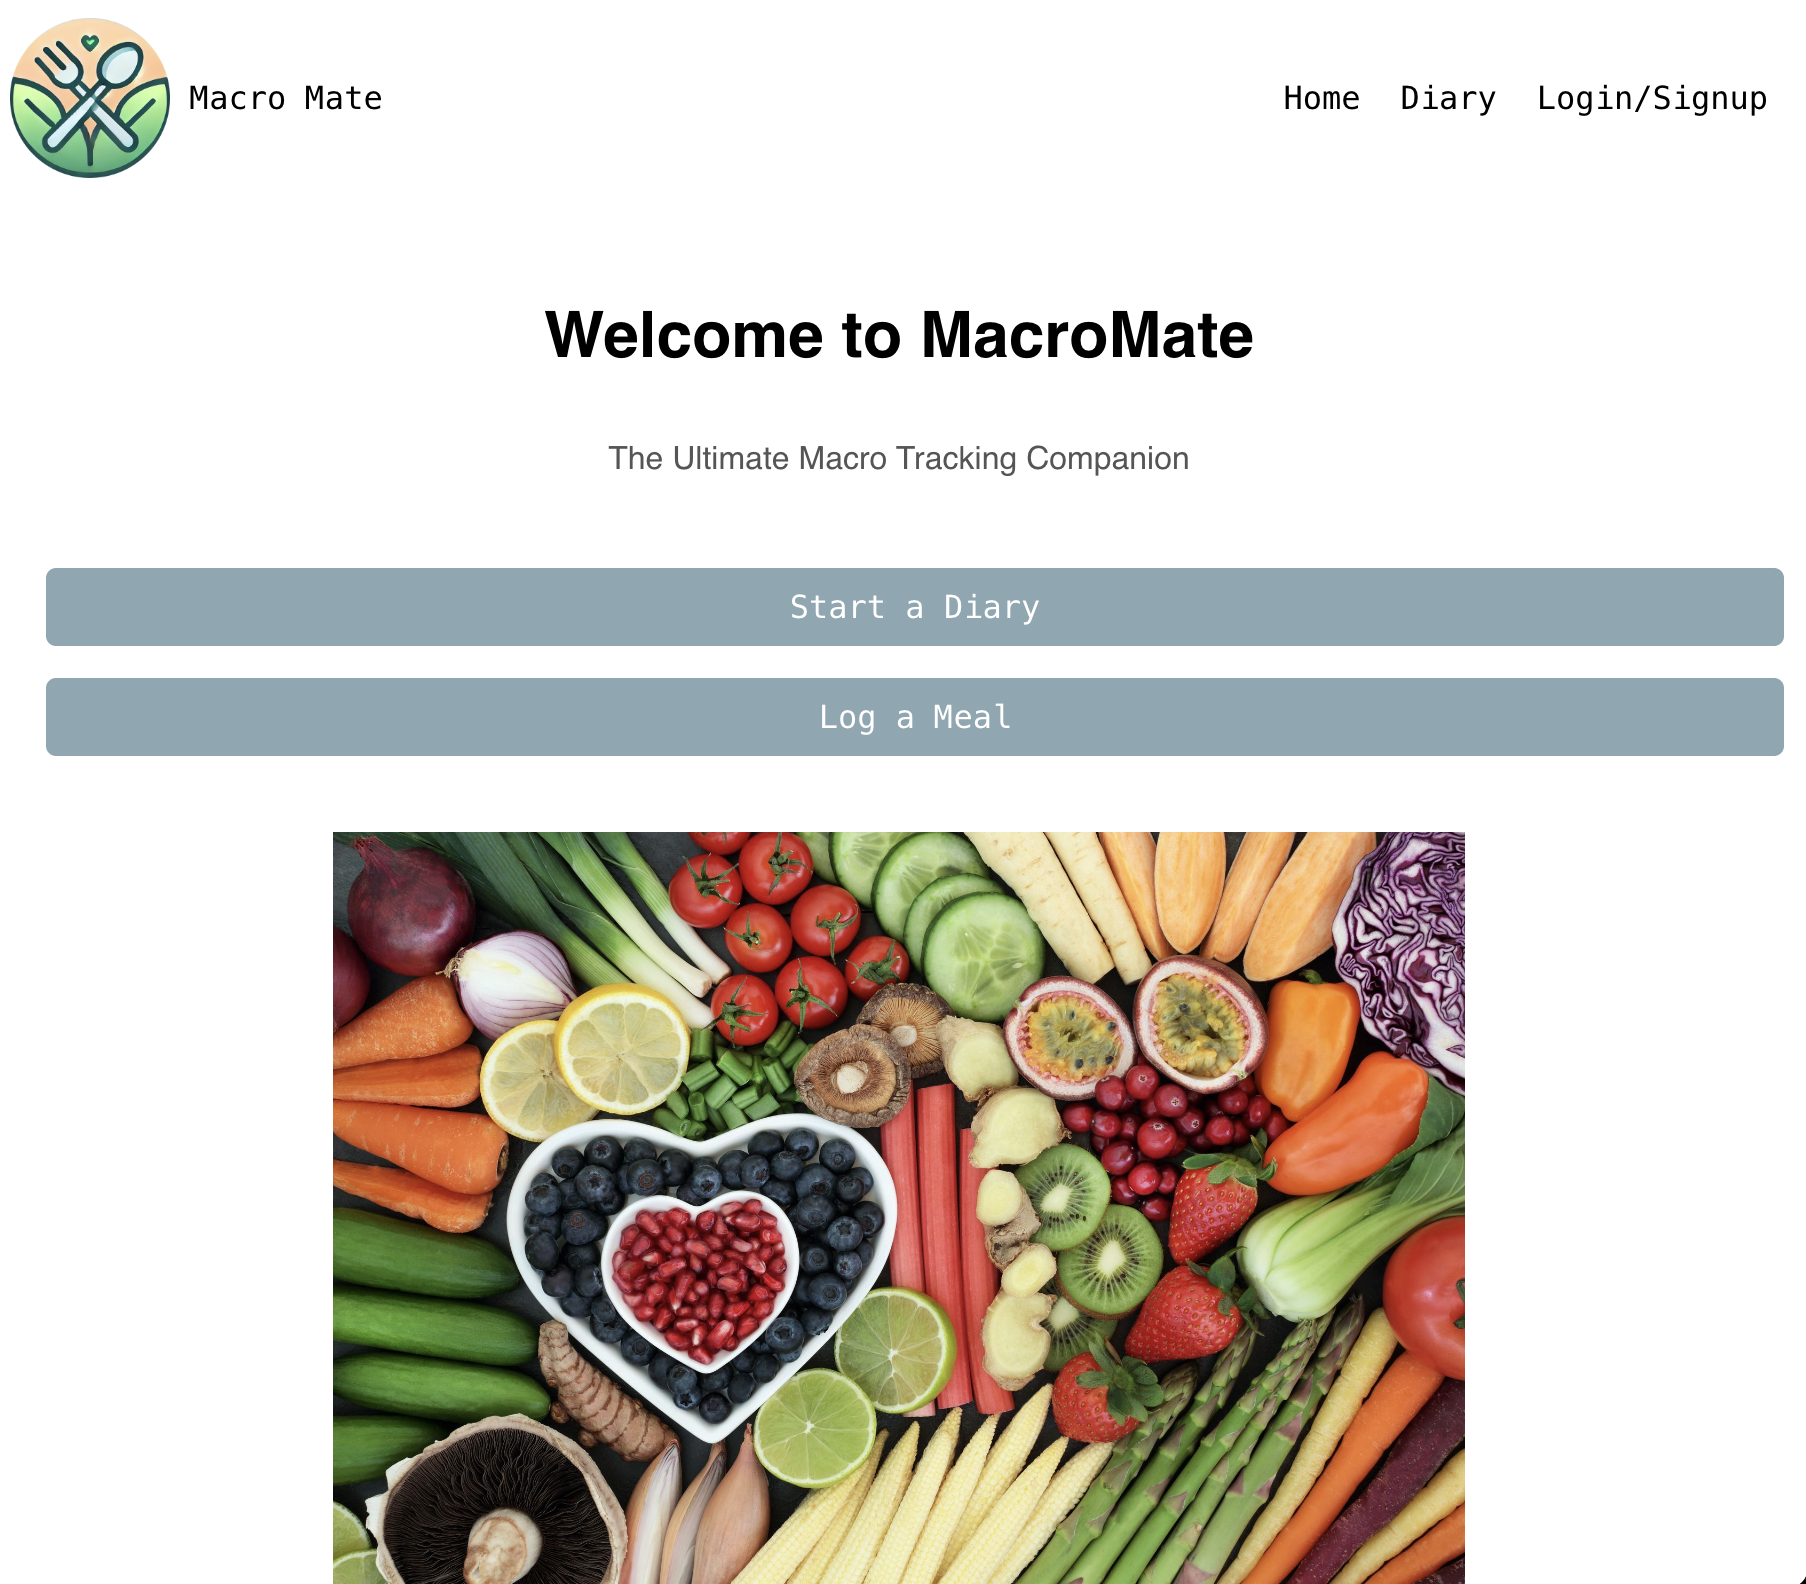 Macro Mate
Home Diary Login/Signup
Welcome to MacroMate
The Ultimate Macro Tracking Companion
Start a Diary
Log a Meal